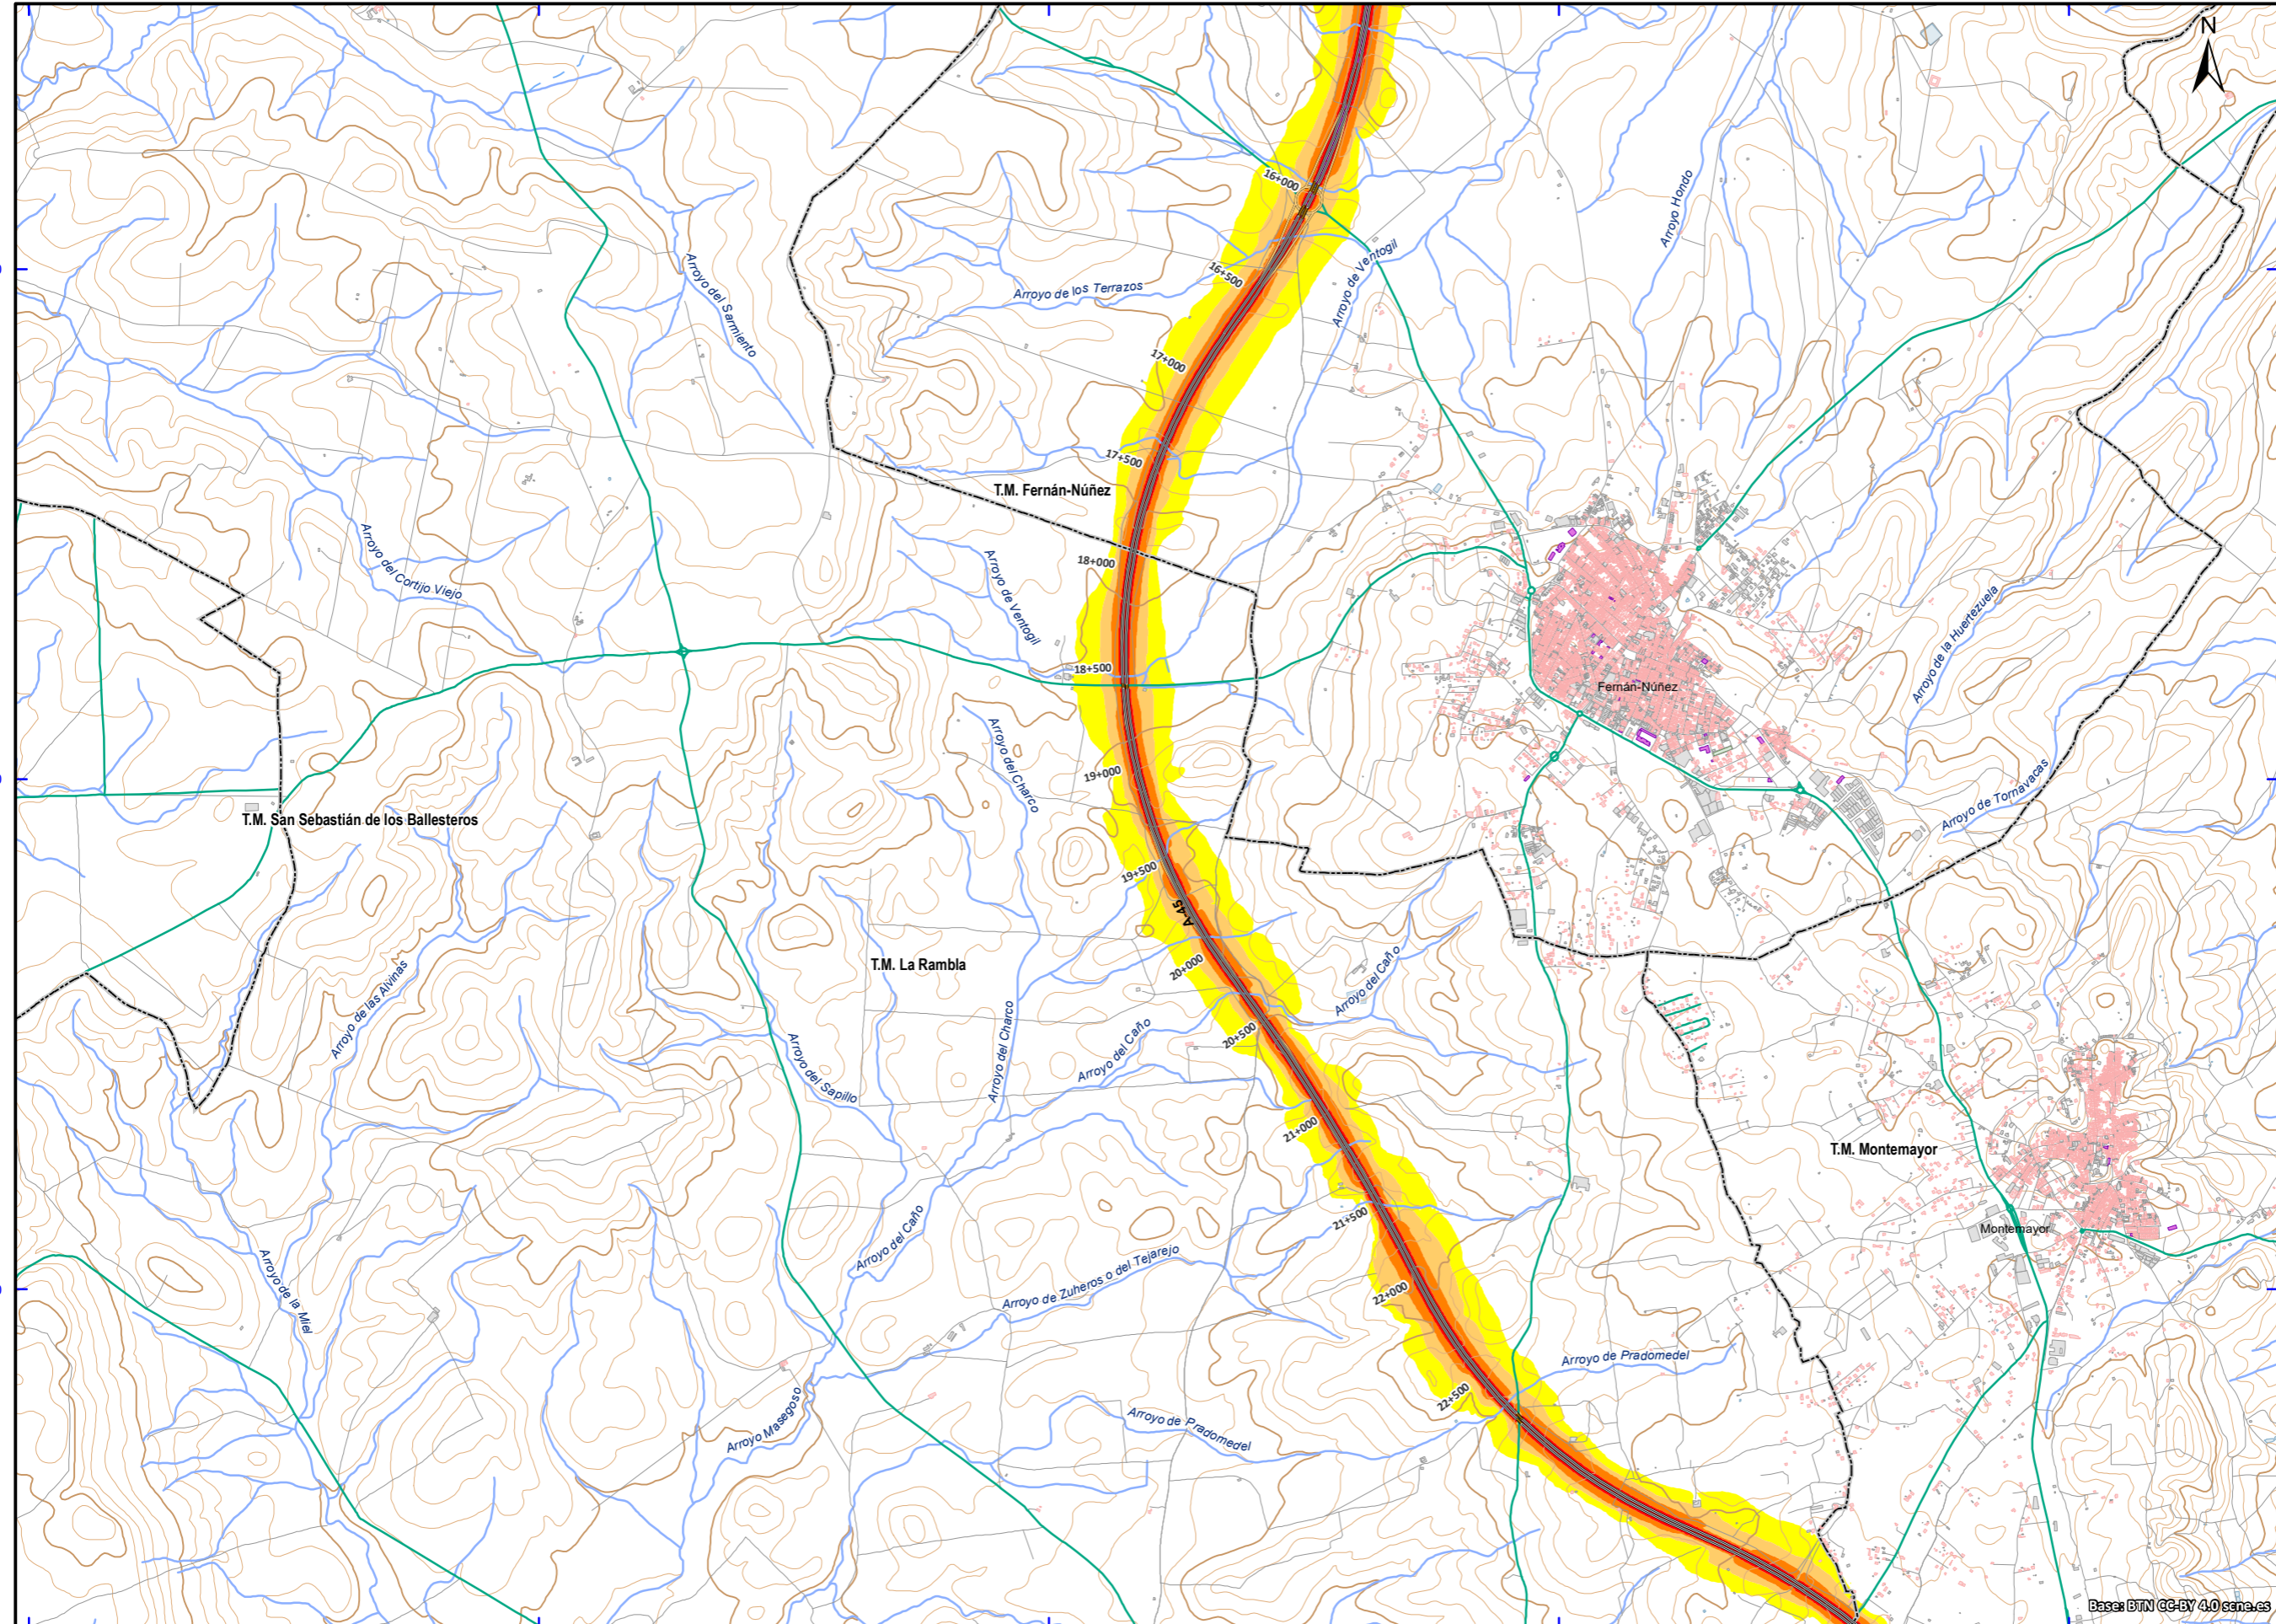 N
16+000
Arroyo Hondo
Arroyo de Ventogil
Arroyo del Sarmiento
16+500
Arroyo de los Terrazos
17+000
17+500
T.M. Fernán-Núñez
Arroyo del Cortijo Viejo
18+000
Arroyo de Ventogil
Arroyo de la Huertezuela
18+500
Fernán-Núñez
19+000
Arroyo del Charco
Arroyo de Tornavacas
T.M. San Sebastián de los Ballesteros
19+500
A-45
T.M. La Rambla
20+000
Arroyo del Caño
Arroyo de las Alvinas
20+500
Arroyo del Charco
Arroyo del Caño
Arroyo del Sapillo
21+000
T.M. Montemayor
21+500
Montemayor
Arroyo del Caño
Arroyo de la Miel
Arroyo de Zuheros o del Tejarejo
22+000
Arroyo de Pradomedel
22+500
Arroyo Masegoso
Arroyo de Pradomedel
Base: BTN CC-BY 4.0 scne.es